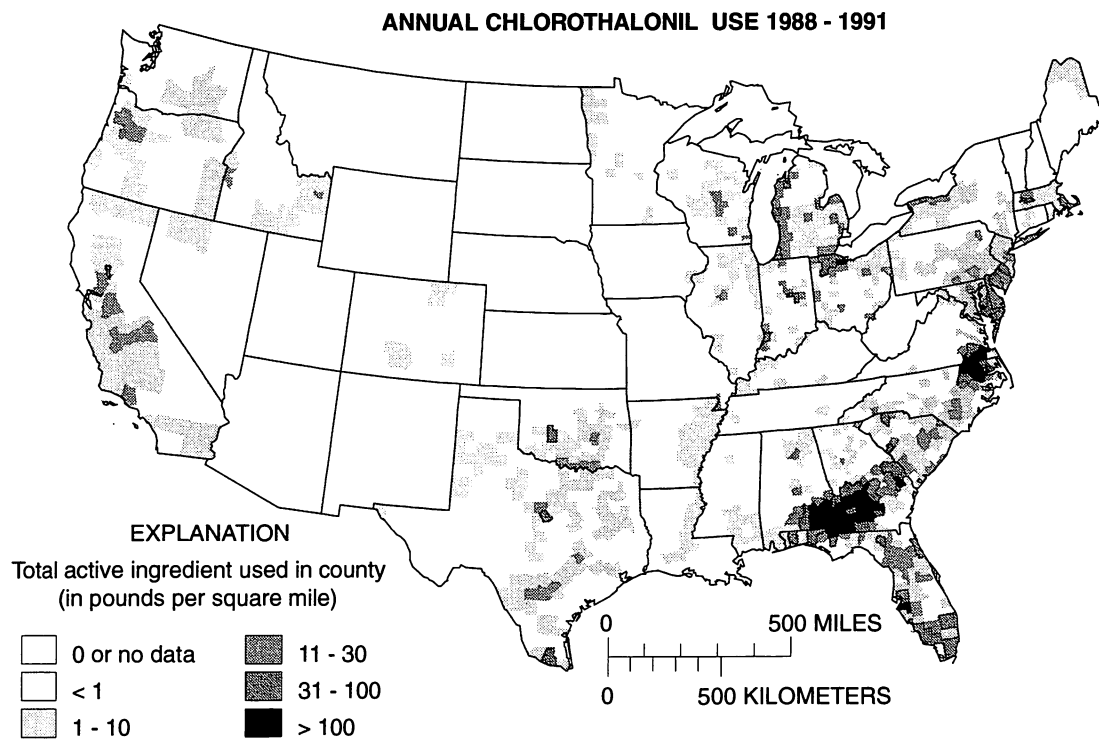 ANNUAL CHLOROTHALONIL USE 1988 - 1991
EXPLANATION
Total active ingredient used in county
(in pounds per square mile)
0 or no data
< 1
1 - 10
11 - 30
31 - 100
> 100
0 500 MILES
0 500 KILOMETERS